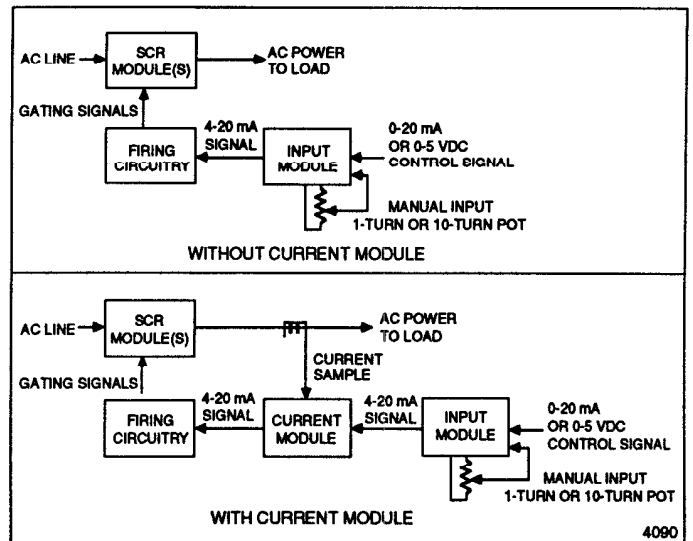 AC LINE
SCR
MODULE(S)
AC POWER
TO LOAD
GATING SIGNALS
4-20 mA
SIGNAL
FIRING
CIRCUITRY
INPUT
MODULE
0-20 mA
OR 0-5 VDC
CONTROL SIGNAL
MANUAL INPUT
1-TURN OR 10-TURN POT
WITHOUT CURRENT MODULE
AC LINE
SCR
MODULE(S)
AC POWER
TO LOAD
CURRENT
SAMPLE
GATING SIGNALS
4-20 mA
SIGNAL
4-20 mA
SIGNAL
FIRING
CIRCUITRY
CURRENT
MODULE
INPUT
MODULE
0-20 mA
OR 0-5 VDC
CONTROL SIGNAL
MANUAL INPUT
1-TURN OR 10-TURN POT
WITH CURRENT MODULE
4090